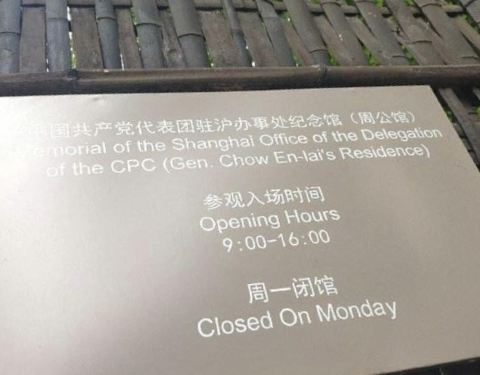 中国共产党代表团驻沪办事处纪念馆（周公馆）
Memorial of the Shanghai Office of the Delegation
of the CPC (Gen. Chow En-lai's Residence)
参观入场时间
Opening Hours
9:00-16:00
周一闭馆
Closed On Monday